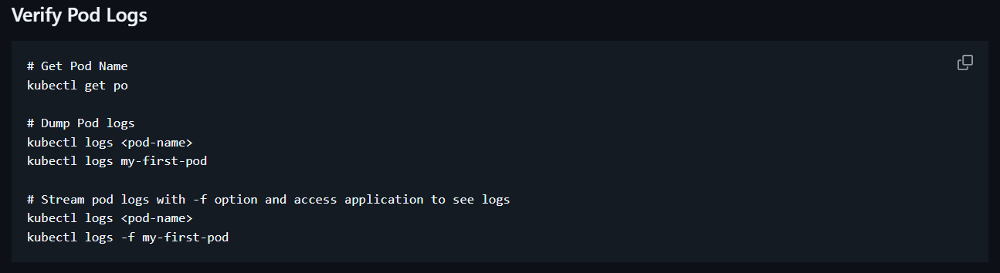 Verify Pod Logs
# Get Pod Name
kubectl get po
# Dump Pod logs
kubectl logs <pod-name>
kubectl logs my-first-pod
# Stream pod logs with -f option and access application to see logs
kubectl logs <pod-name>
kubectl logs -f my-first-pod